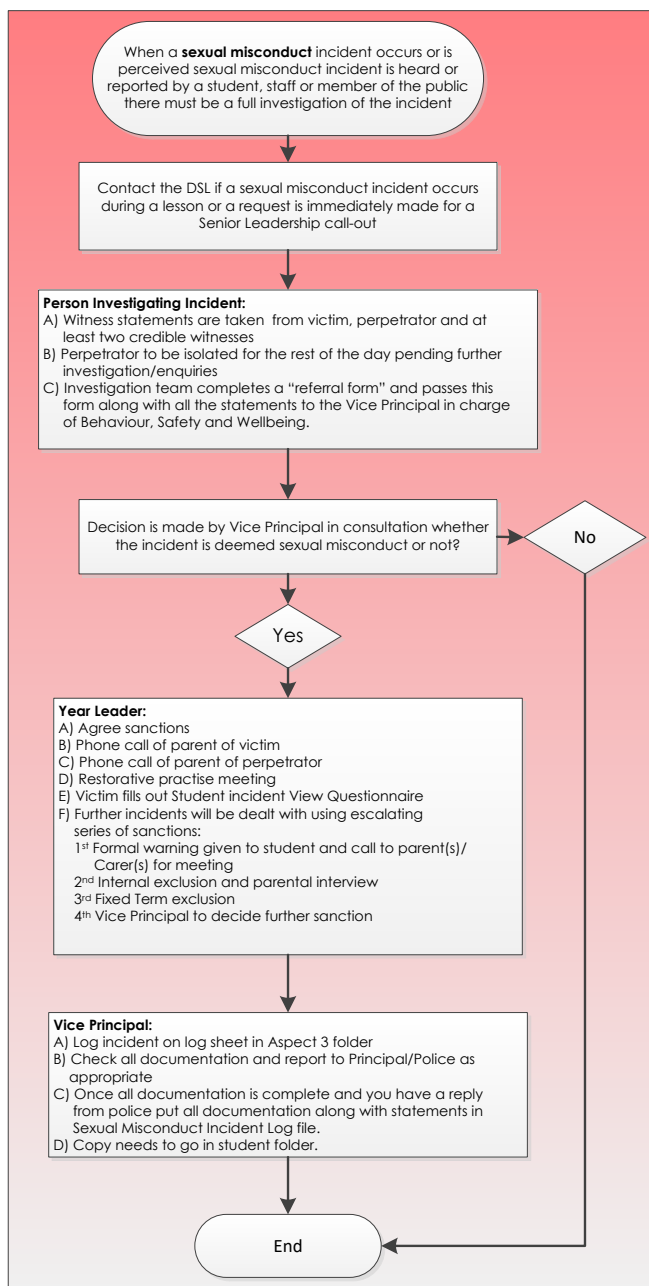 When a sexual misconduct incident occurs or is
perceived sexual misconduct incident is heard or
reported by a student, staff or member of the public
there must be a full investigation of the incident
Contact the DSL if a sexual misconduct incident occurs
during a lesson or a request is immediately made for a
Senior Leadership call-out
Person Investigating Incident:
A) Witness statements are taken from victim, perpetrator and at
least two credible witnesses
B) Perpetrator to be isolated for the rest of the day pending further
investigation/enquiries
C) Investigation team completes a “referral form” and passes this
form along with all the statements to the Vice Principal in charge
of Behaviour, Safety and Wellbeing.
Decision is made by Vice Principal in consultation whether
the incident is deemed sexual misconduct or not?
No
Yes
Year Leader:
A) Agree sanctions
B) Phone call of parent of victim
C) Phone call of parent of perpetrator
D) Restorative practise meeting
E) Victim fills out Student incident View Questionnaire
F) Further incidents will be dealt with using escalating
series of sanctions:
1st Formal warning given to student and call to parent(s)/
Carer(s) for meeting
2nd Internal exclusion and parental interview
3rd Fixed Term exclusion
4th Vice Principal to decide further sanction
Vice Principal:
A) Log incident on log sheet in Aspect 3 folder
B) Check all documentation and report to Principal/Police as
appropriate
C) Once all documentation is complete and you have a reply
from police put all documentation along with statements in
Sexual Misconduct Incident Log file.
D) Copy needs to go in student folder.
End